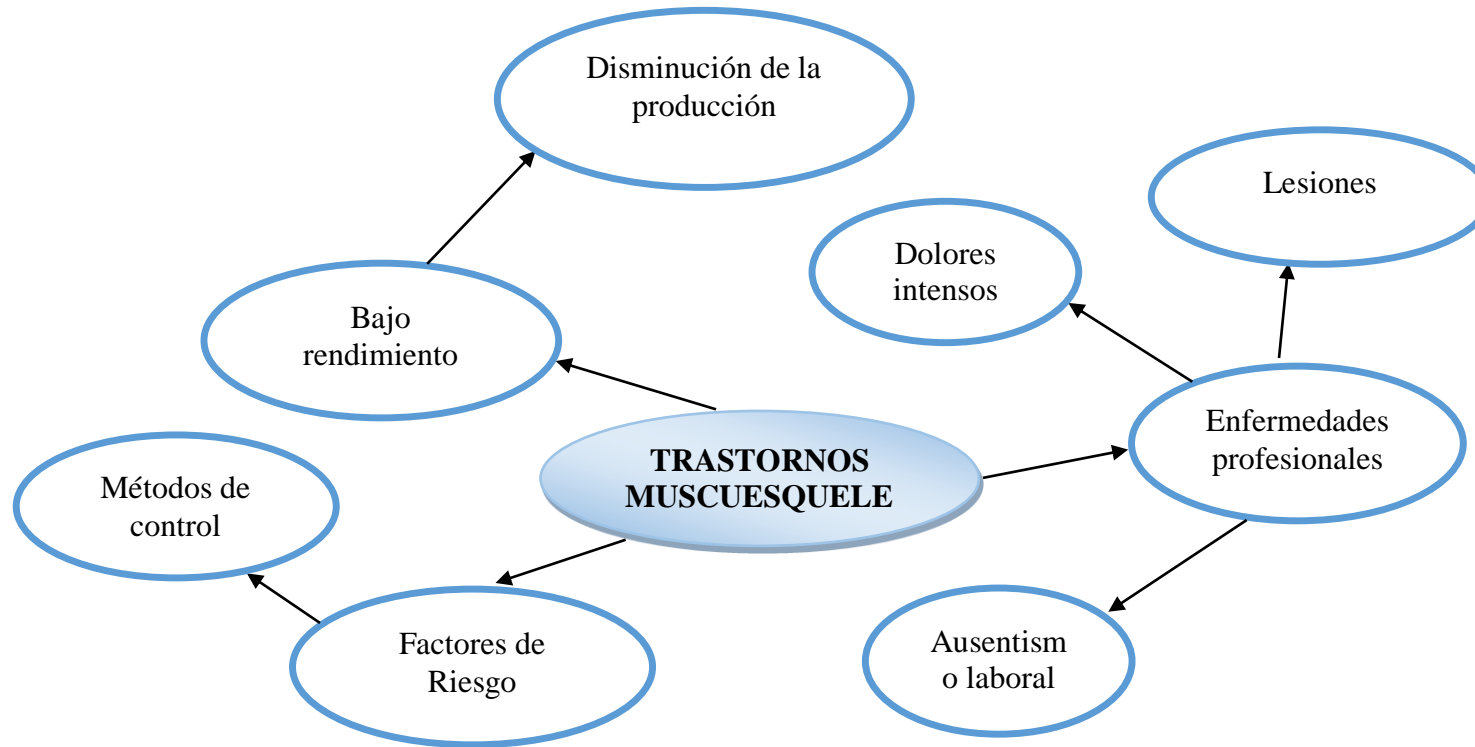 Disminución de la
producción
Lesiones
Dolores
intensos
Bajo
rendimiento
Enfermedades
profesionales
TRASTORNOS
MUSCUESQUELE
Métodos de
control
Factores de
Riesgo
Ausentism
o laboral